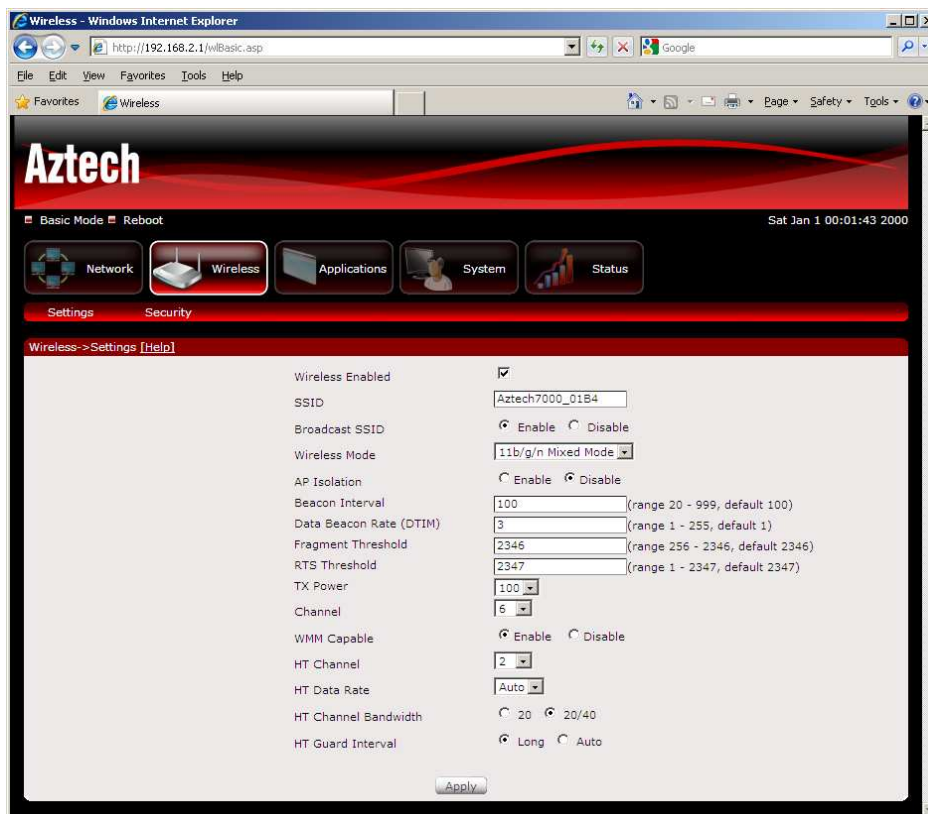 Wireless - Windows Internet Explorer
http://192.168.2.1/wlBasic.asp
Google
File Edit View Favorites Tools Help
Favorites Wireless Page Safety Tools
Aztech
Basic Mode Reboot Sat Jan 1 00:01:43 2000
Network Wireless Applications System Status
Settings Security
Wireless->Settings [Help]
Wireless Enabled
SSID Aztech7000_01B4
Broadcast SSID Enable Disable
Wireless Mode 11b/g/n Mixed Mode
AP Isolation Enable Disable
Beacon Interval 100 (range 20 - 999, default 100)
Data Beacon Rate (DTIM) 3 (range 1 - 255, default 1)
Fragment Threshold 2346 (range 256 - 2346, default 2346)
RTS Threshold 2347 (range 1 - 2347, default 2347)
TX Power 100
Channel 6
WMM Capable Enable Disable
HT Channel 2
HT Data Rate Auto
HT Channel Bandwidth 20 20/40
HT Guard Interval Long Auto
Apply